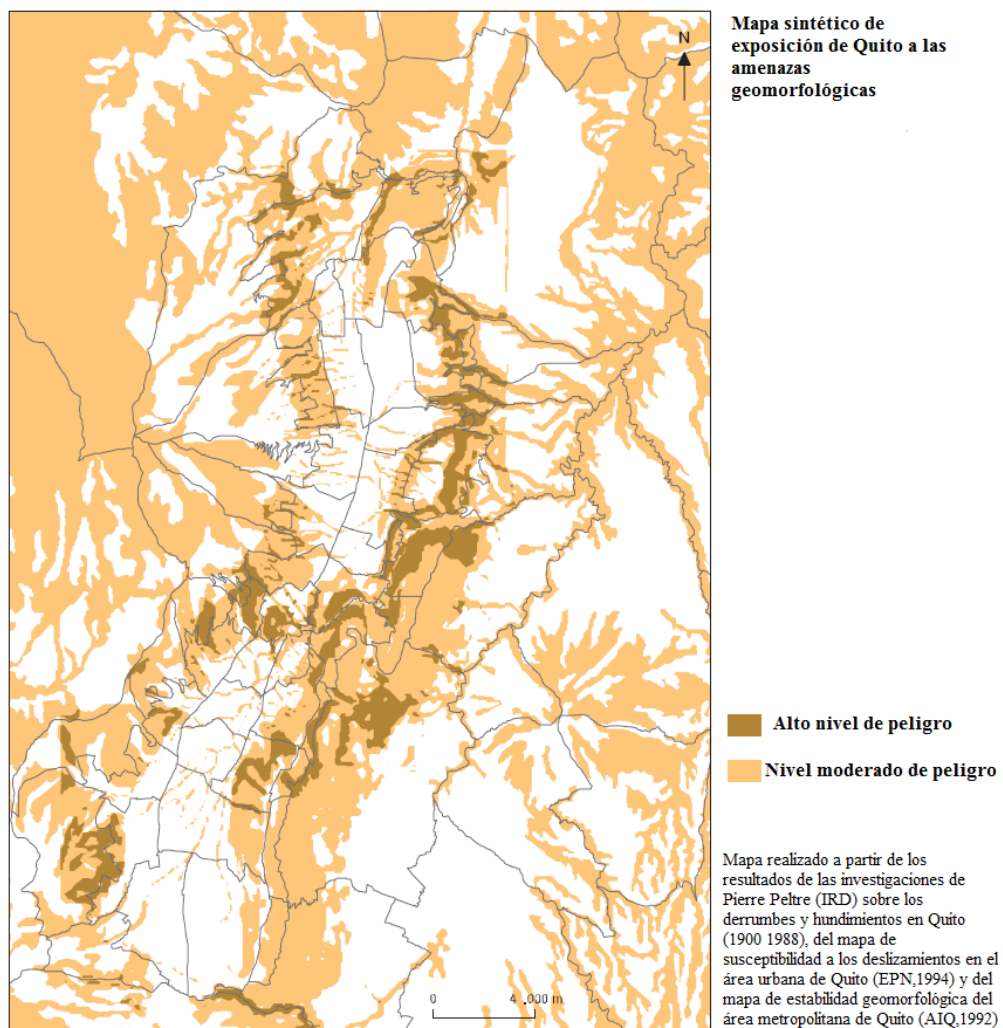 Mapa sintético de
exposición de Quito a las
amenazas
geomorfológicas
N
Alto nivel de peligro
Nivel moderado de peligro
0 4 000 m
Mapa realizado a partir de los
resultados de las investigaciones de
Pierre Peltre (IRD) sobre los
derrumbes y hundimientos en Quito
(1900 1988), del mapa de
susceptibilidad a los deslizamientos en el
área urbana de Quito (EPN,1994) y del
mapa de estabilidad geomorfológica del
área metropolitana de Quito (AIQ,1992)